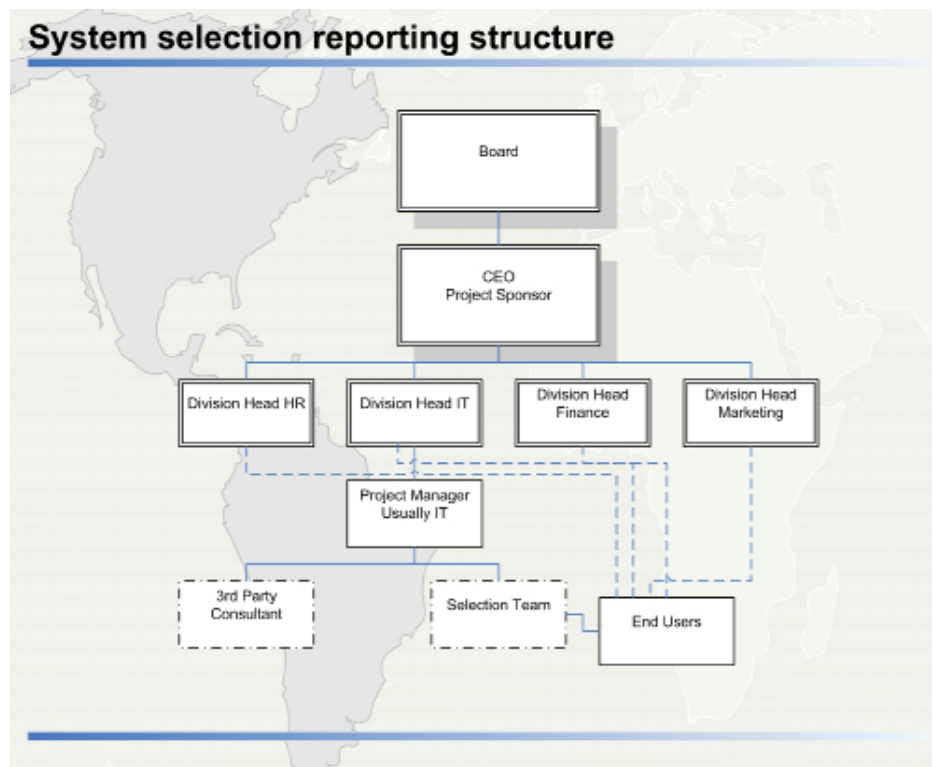 System selection reporting structure
Board
CEO
Project Sponsor
Division Head HR
Division Head IT
Division Head
Finance
Division Head
Marketing
Project Manager
Usually IT
3rd Party
Consultant
Selection Team
End Users